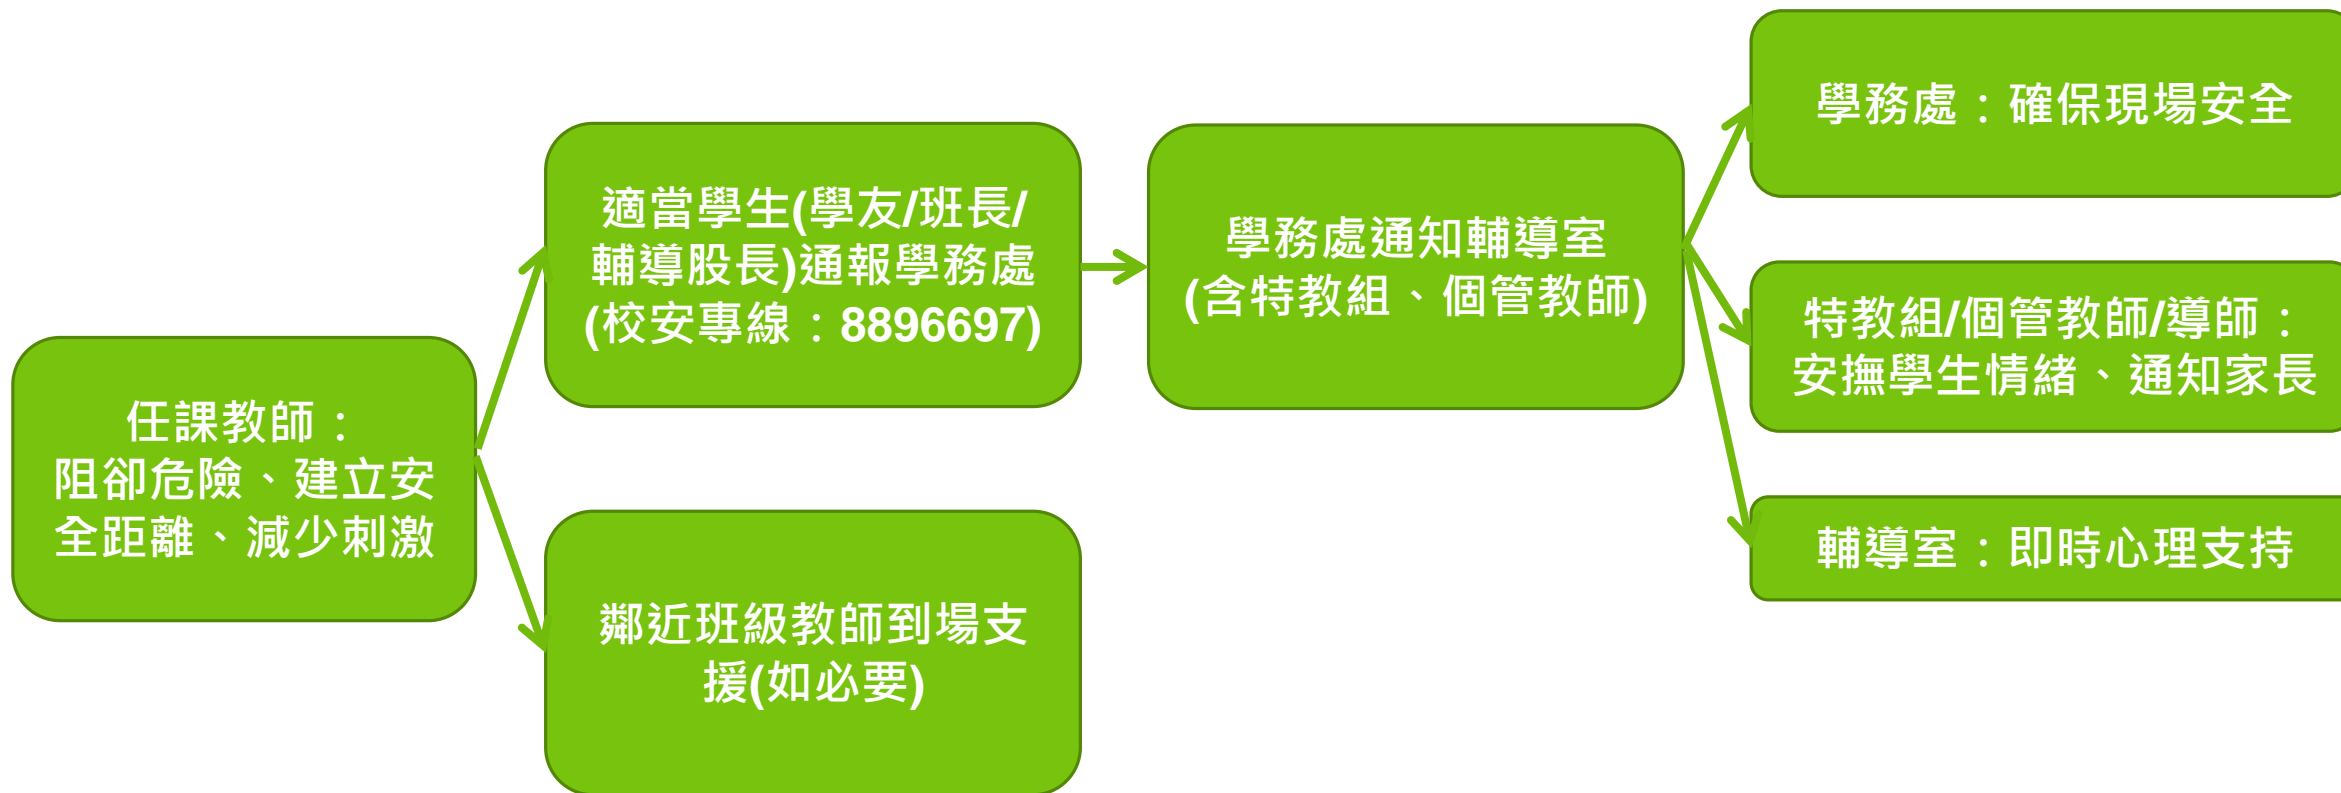 任課教師：
阻卻危險、建立安
全距離、減少刺激
適當學生(學友/班長/
輔導股長)通報學務處
(校安專線：8896697)
鄰近班級教師到場支
援(如必要)
學務處通知輔導室
(含特教組、個管教師)
學務處：確保現場安全
特教組/個管教師/導師：
安撫學生情緒、通知家長
輔導室：即時心理支持